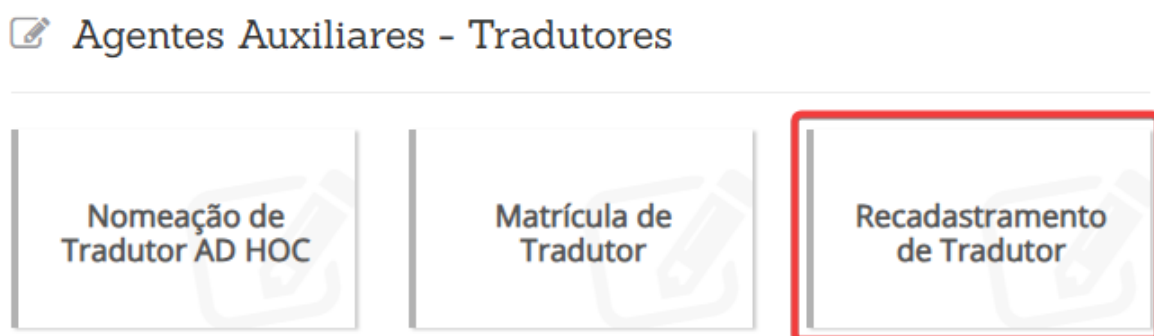 Agentes Auxiliares - Tradutores
Nomeação de
Tradutor AD HOC
Matrícula de
Tradutor
Recadastramento
de Tradutor